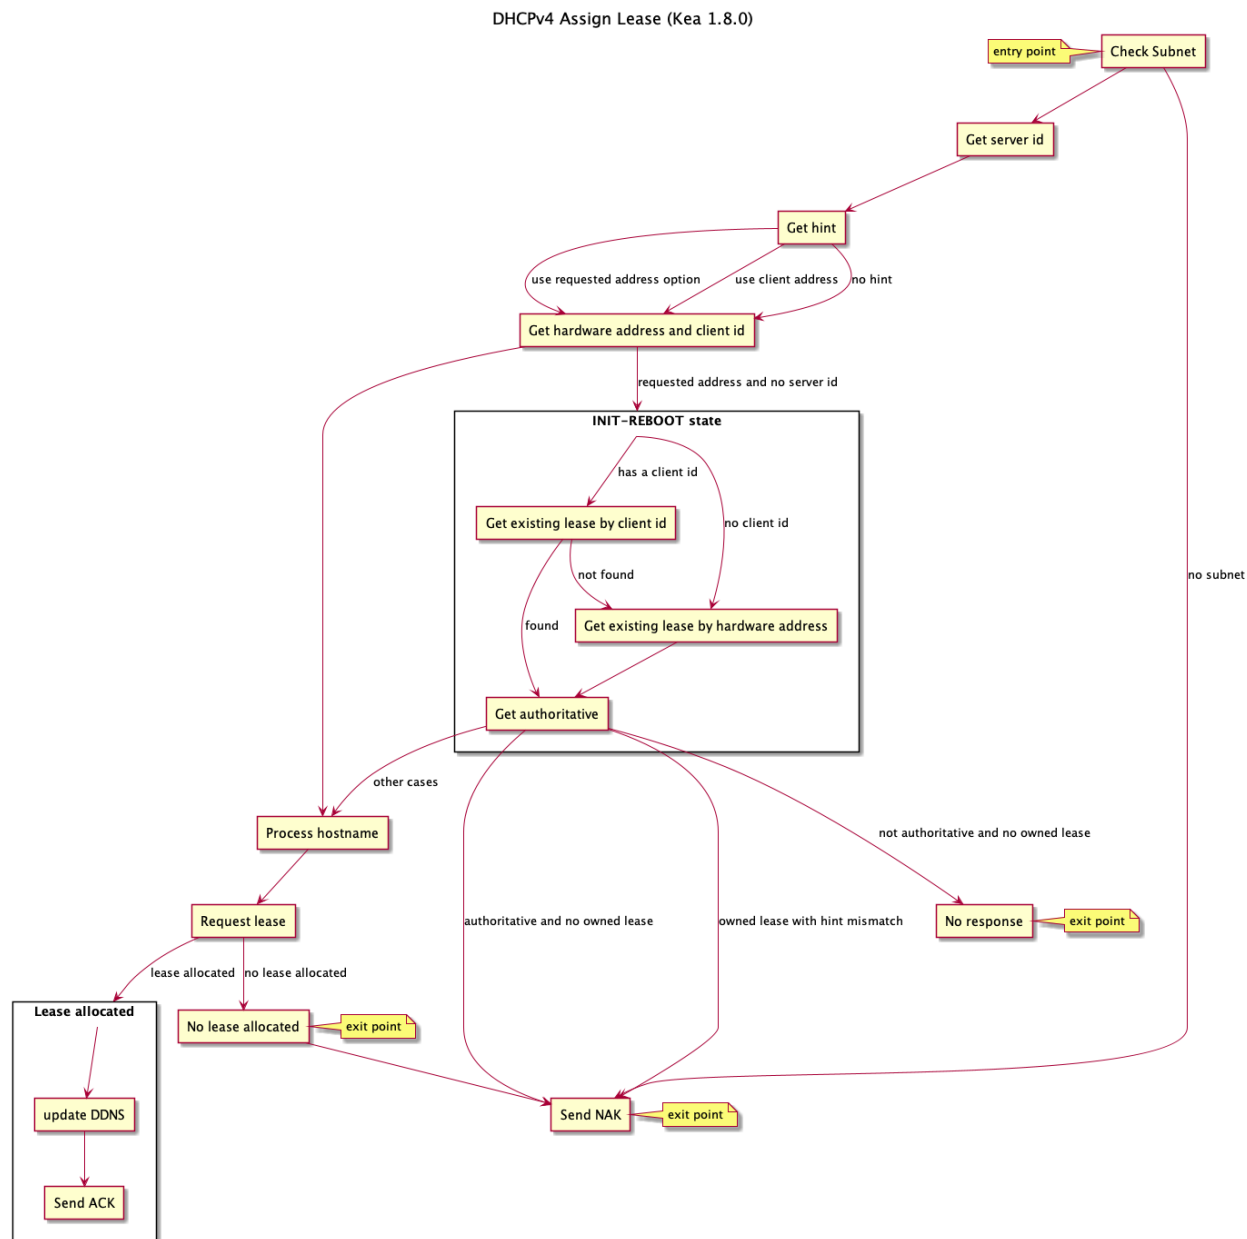 DHCPv4 Assign Lease (Kea 1.8.0)
entry point
Check Subnet
Get server id
Get hint
use requested address option
use client address
no hint
Get hardware address and client id
requested address and no server id
INIT-REBOOT state
has a client id
Get existing lease by client id
no client id
not found
no subnet
found
Get existing lease by hardware address
Get authoritative
other cases
Process hostname
not authoritative and no owned lease
Request lease
authoritative and no owned lease
owned lease with hint mismatch
No response
exit point
lease allocated
no lease allocated
Lease allocated
No lease allocated
exit point
update DDNS
Send NAK
exit point
Send ACK